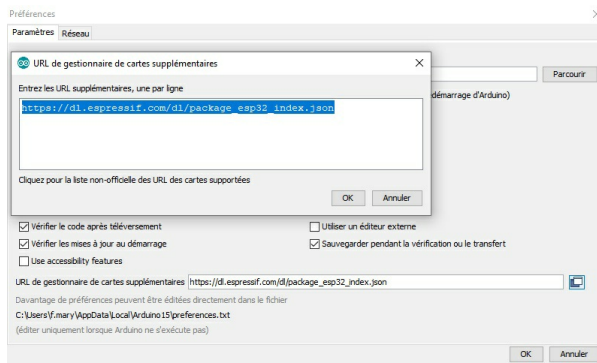 Préférences
Paramètres Réseau
URL de gestionnaire de cartes supplémentaires
Entrez les URL supplémentaires, une par ligne
Parcourir
démarrage d'Arduino)
https://dl.espressif.com/dl/package_esp32_index.json
Cliquez pour la liste non-officielle des URL des cartes supportées
OK Annuler
Vérifier le code après téléversement Utiliser un éditeur externe
Vérifier les mises à jour au démarrage Sauvegarder pendant la vérification ou le transfert
Use accessibility features
URL de gestionnaire de cartes supplémentaires https://dl.espressif.com/dl/package_esp32_index.json
Davantage de préférences peuvent être éditées directement dans le fichier
C:\Users\f.mary\AppData\Local\Arduino15\preferences.txt
(éditer uniquement lorsque Arduino ne s'exécute pas)
OK Annuler